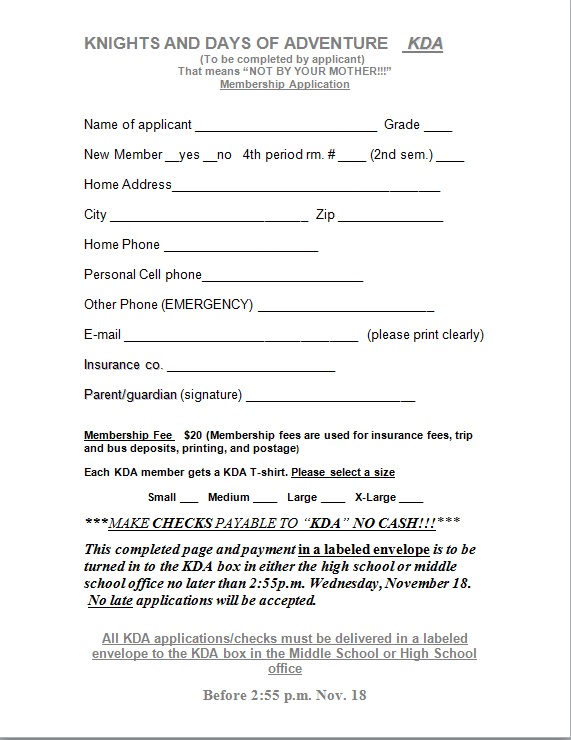 KNIGHTS AND DAYS OF ADVENTURE KDA
(To be completed by applicant)
That means “NOT BY YOUR MOTHER!!!”
Membership Application
Name of applicant __________________________ Grade ____
New Member __yes __no 4th period rm. # ____ (2nd sem.) ____
Home Address______________________________________
City ____________________________ Zip _______________
Home Phone ______________________
Personal Cell phone_______________________
Other Phone (EMERGENCY) _________________________
E-mail _________________________________ (please print clearly)
Insurance co. ________________________
Parent/guardian (signature) ________________________
Membership Fee $20 (Membership fees are used for insurance fees, trip
and bus deposits, printing, and postage)
Each KDA member gets a KDA T-shirt. Please select a size
Small ___ Medium ____ Large ____ X-Large ____
***MAKE CHECKS PAYABLE TO “KDA” NO CASH!!!***
This completed page and payment in a labeled envelope is to be
turned in to the KDA box in either the high school or middle
school office no later than 2:55p.m. Wednesday, November 18.
No late applications will be accepted.
All KDA applications/checks must be delivered in a labeled
envelope to the KDA box in the Middle School or High School
office
Before 2:55 p.m. Nov. 18